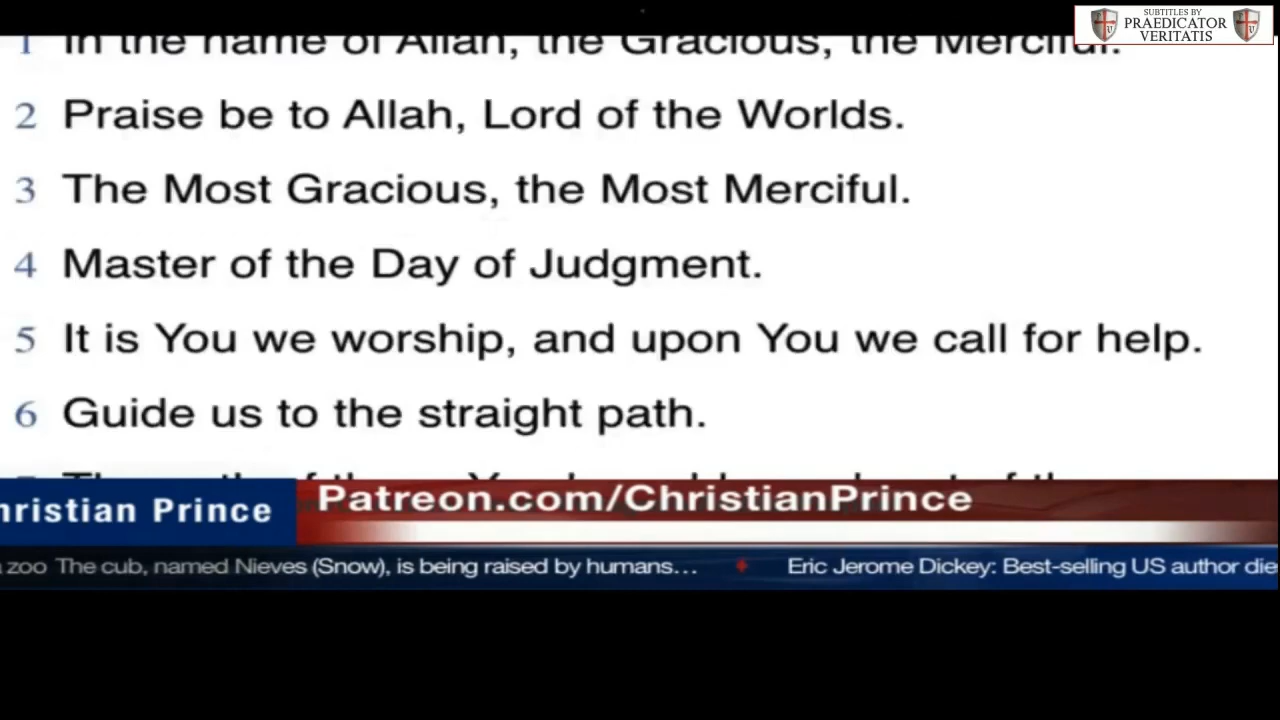 SUBTITLES BY
PRAEDICATOR
VERITATIS
1 In the name of Allah, the Gracious, the Merciful.
2 Praise be to Allah, Lord of the Worlds.
3 The Most Gracious, the Most Merciful.
4 Master of the Day of Judgment.
5 It is You we worship, and upon You we call for help.
6 Guide us to the straight path.
hristian Prince
Patreon.com/ChristianPrince
zoo The cub, named Nieves (Snow), is being raised by humans... Eric Jerome Dickey: Best-selling US author die